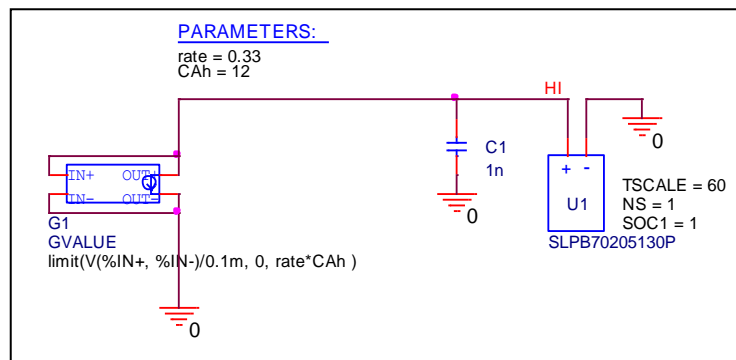 PARAMETERS:
rate = 0.33
CAh = 12
HI
0
C1
1n
0
IN+ OUT+
IN- OUT-
G1
GVALUE
limit(V(%IN+, %IN-)/0.1m, 0, rate*CAh )
0
+ -
U1
TSCALE = 60
NS = 1
SOC1 = 1
SLPB70205130P